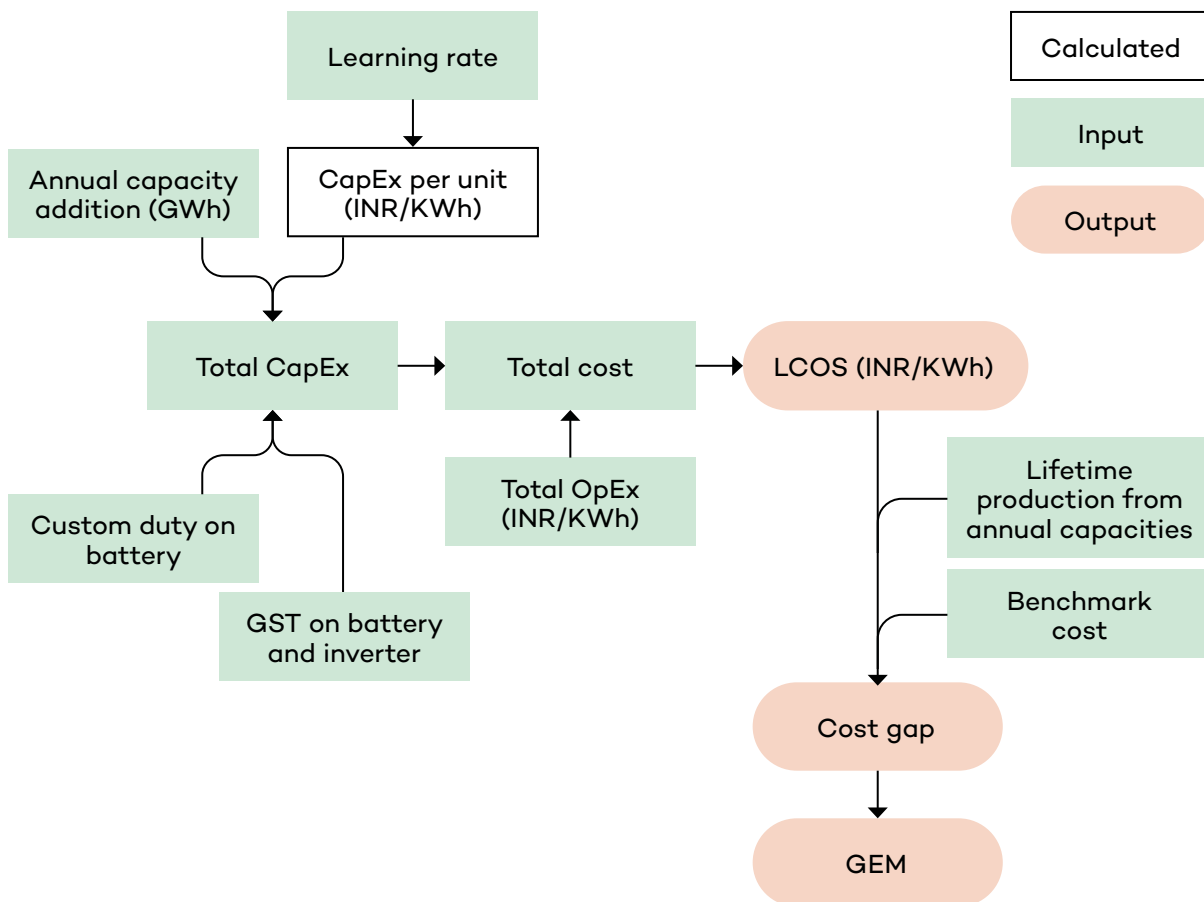 Learning rate
Calculated
Input
Output
Annual capacity
addition (GWh)
CapEx per unit
(INR/KWh)
Total CapEx
Total cost
LCOS (INR/KWh)
Custom duty on
battery
GST on battery
and inverter
Total OpEx
(INR/KWh)
Lifetime
production from
annual capacities
Benchmark
cost
Cost gap
GEM